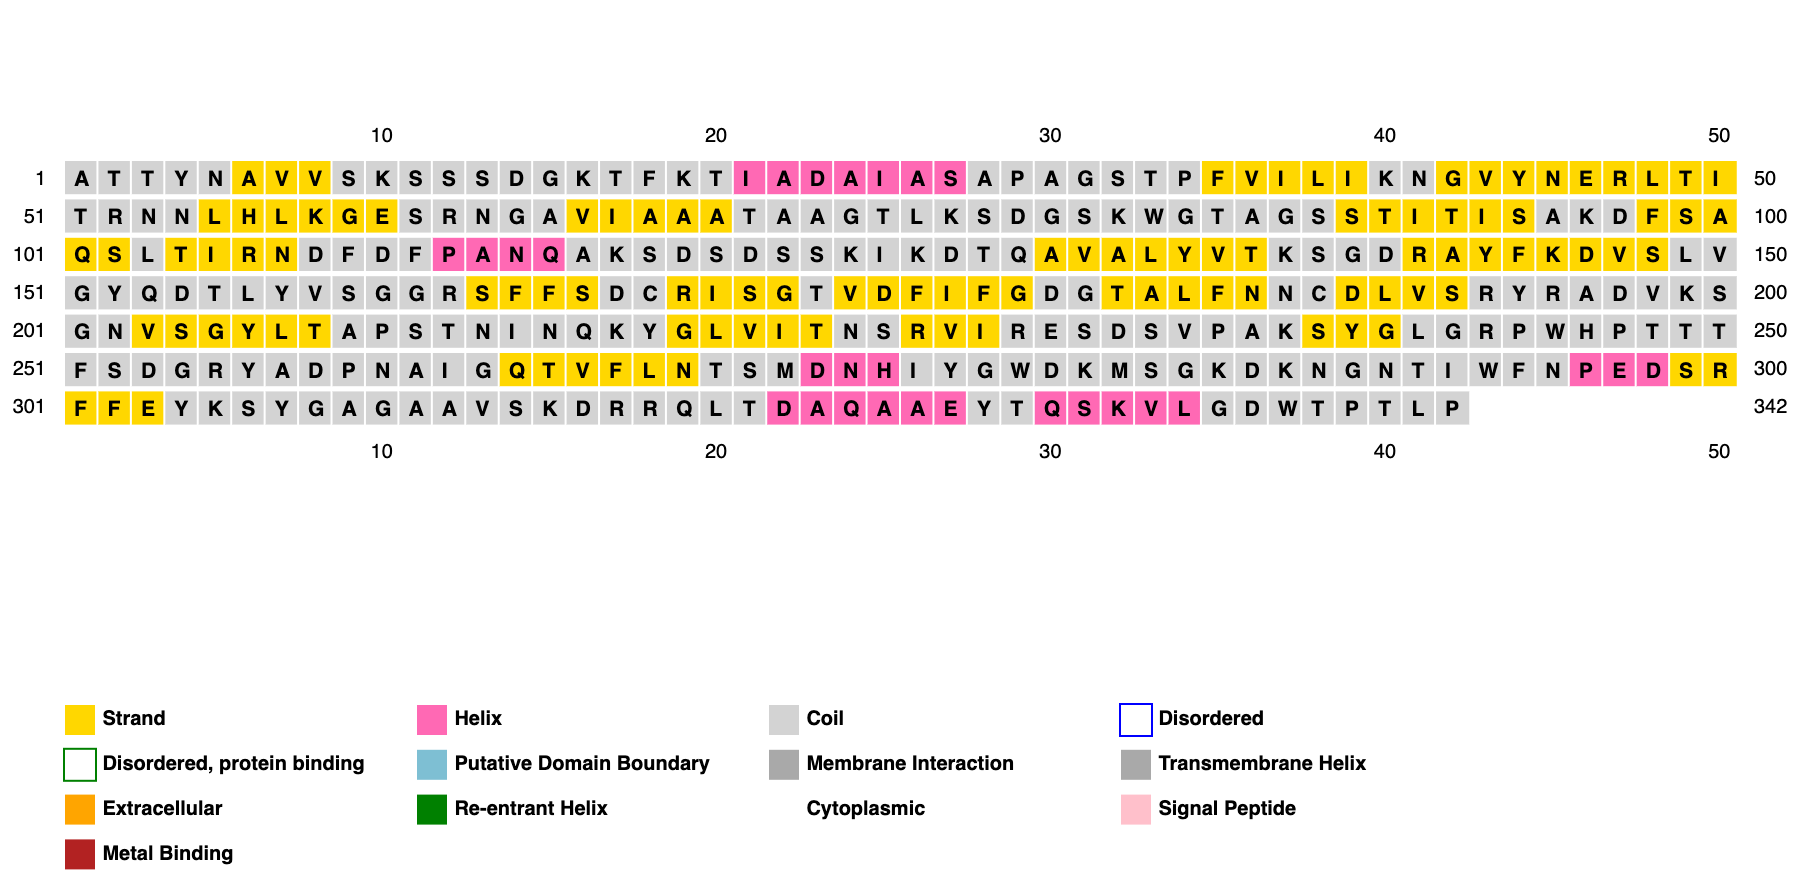 10 20 30 40 50
1 A T T Y N A V V S K S S S D G K T F K T I A D A I A S A P A G S T P F V I L I K N G V Y N E R L T I 50
51 T R N N L H L K G E S R N G A V I A A A T A A G T L K S D G S K W G T A G S S T I T I S A K D F S A 100
101 Q S L T I R N D F D F P A N Q A K S D S D S S K I K D T Q A V A L Y V T K S G D R A Y F K D V S L V 150
151 G Y Q D T L Y V S G G R S F F S D C R I S G T V D F I F G D G T A L F N N C D L V S R Y R A D V K S 200
201 G N V S G Y L T A P S T N I N Q K Y G L V I T N S R V I R E S D S V P A K S Y G L G R P W H P T T T 250
251 F S D G R Y A D P N A I G Q T V F L N T S M D N H I Y G W D K M S G K D K N G N T I W F N P E D S R 300
301 F F E Y K S Y G A G A A V S K D R R Q L T D A Q A A E Y T Q S K V L G D W T P T L P 342
10 20 30 40 50
Strand Helix Coil Disordered
Disordered, protein binding Putative Domain Boundary Membrane Interaction Transmembrane Helix
Extracellular Re-entrant Helix Cytoplasmic Signal Peptide
Metal Binding